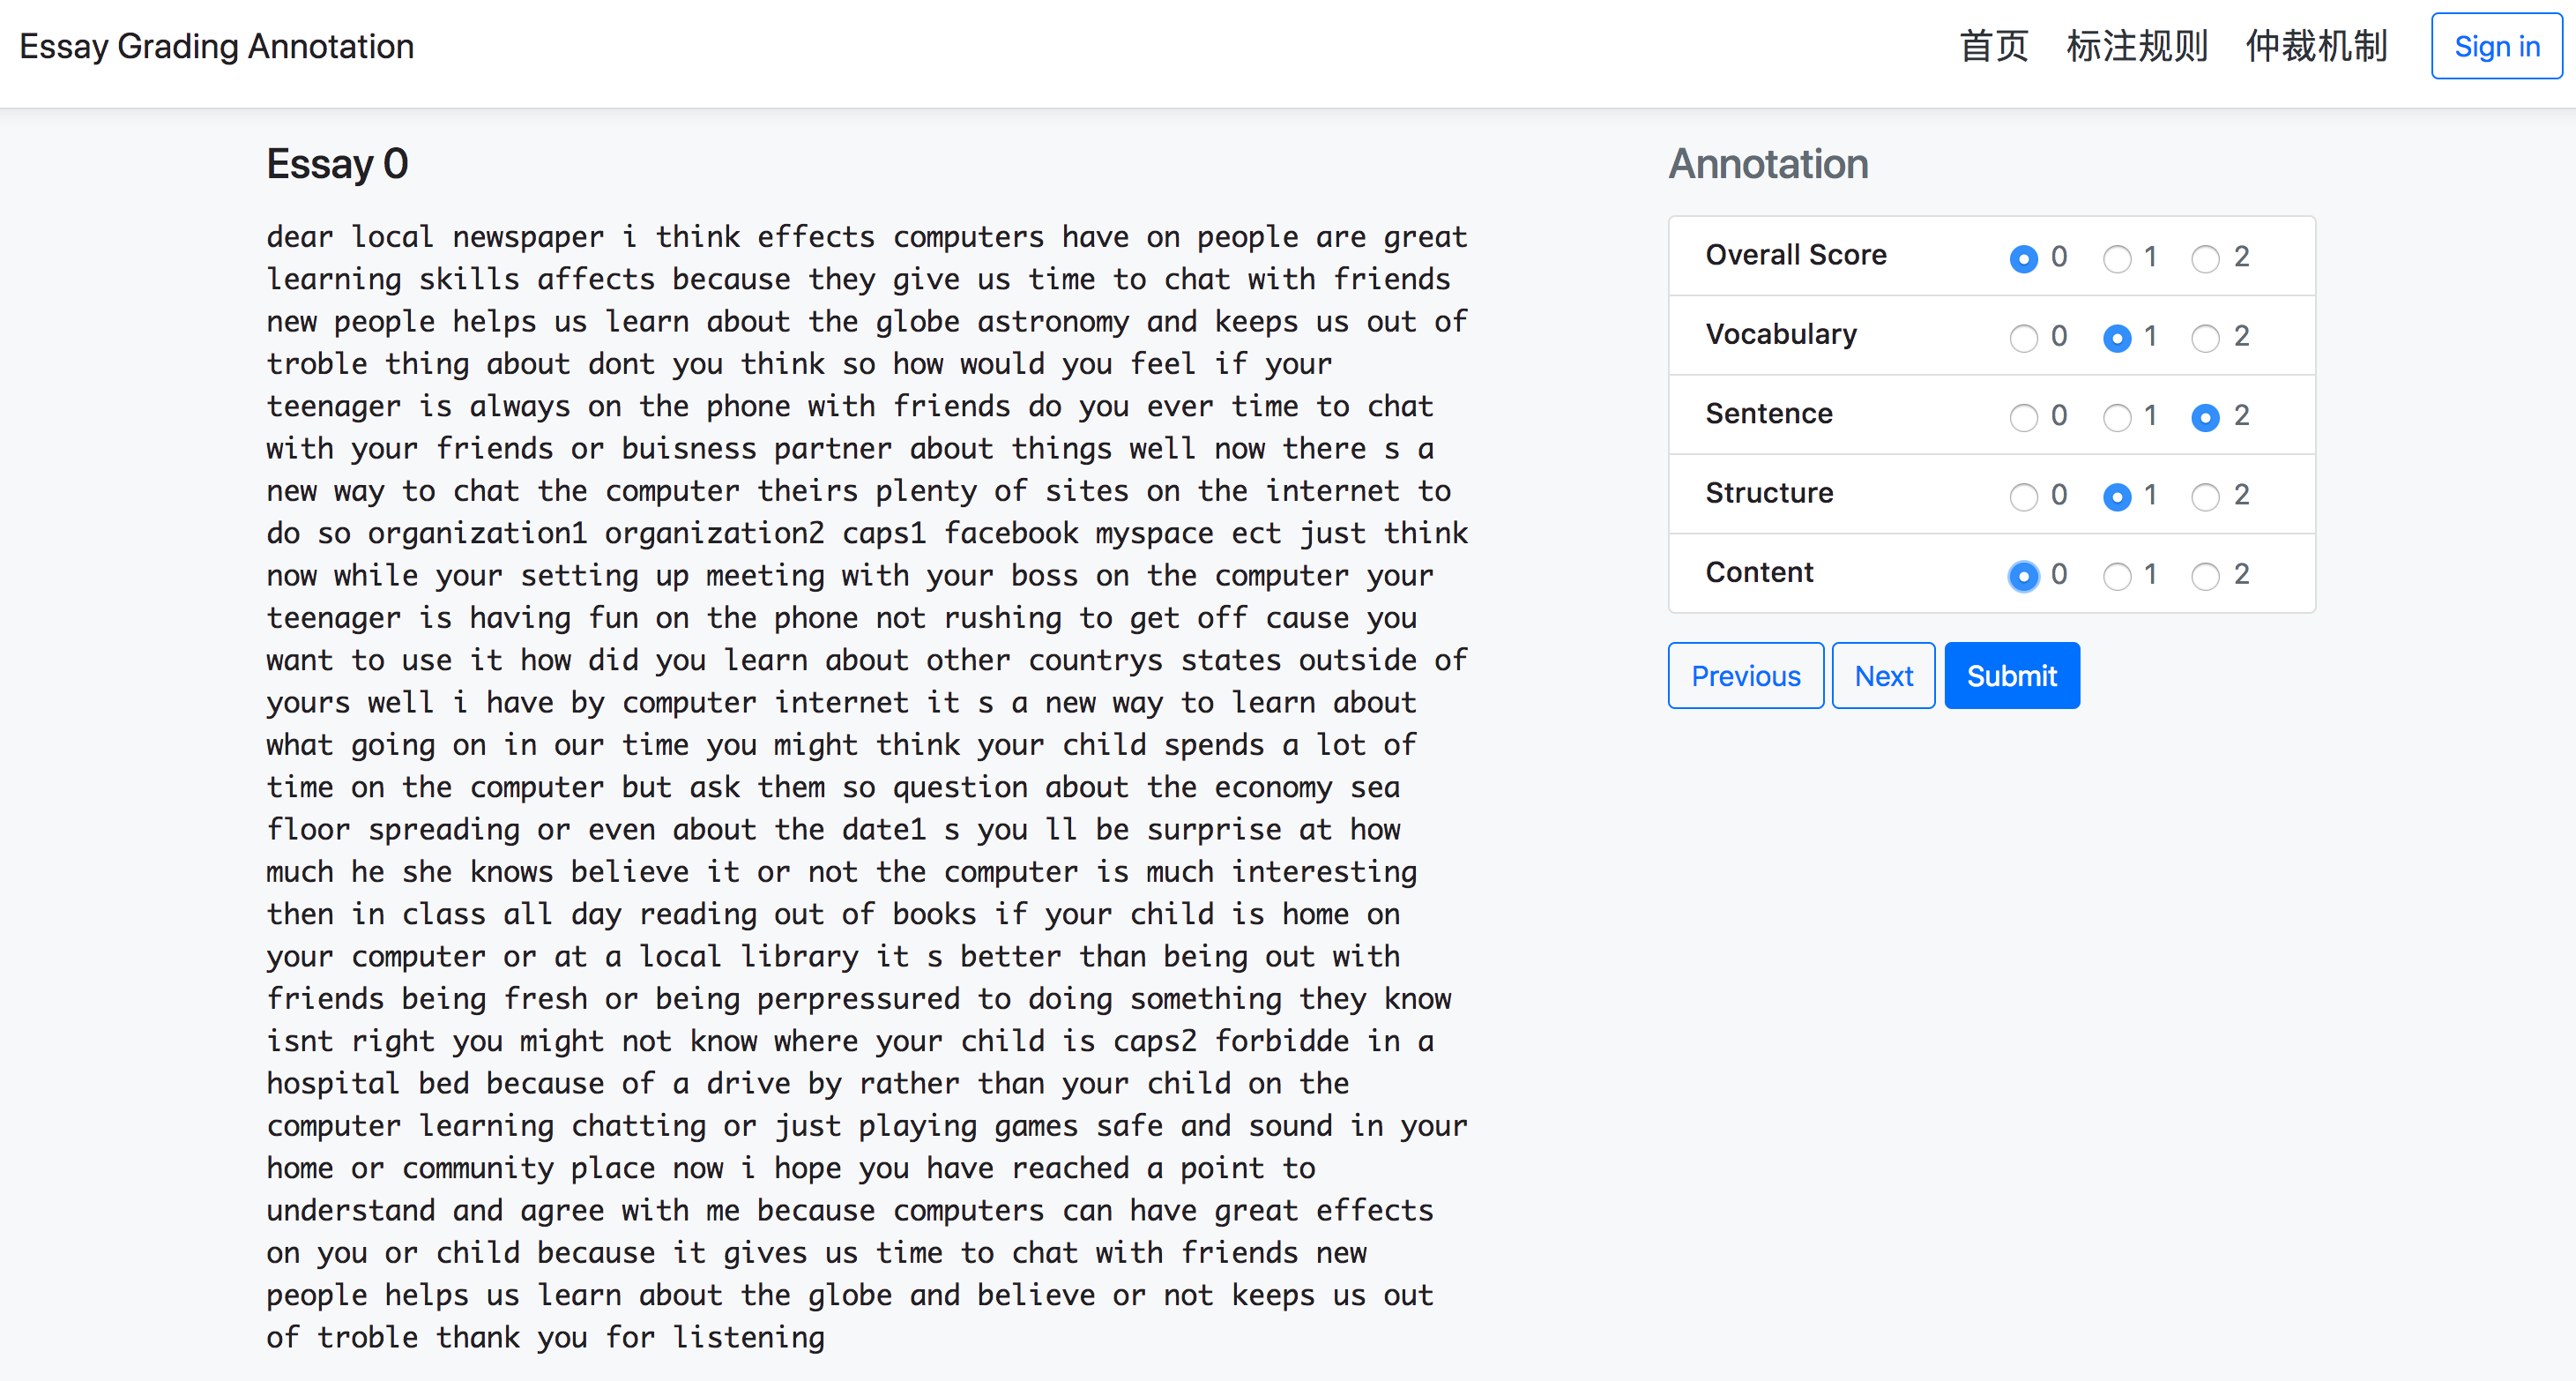 Essay Grading Annotation 首页 标注规则 仲裁机制 Sign in
Essay 0
dear local newspaper i think effects computers have on people are great
learning skills affects because they give us time to chat with friends
new people helps us learn about the globe astronomy and keeps us out of
troble thing about dont you think so how would you feel if your
teenager is always on the phone with friends do you ever time to chat
with your friends or buisness partner about things well now there s a
new way to chat the computer theirs plenty of sites on the internet to
do so organization1 organization2 caps1 facebook myspace ect just think
now while your setting up meeting with your boss on the computer your
teenager is having fun on the phone not rushing to get off cause you
want to use it how did you learn about other countrys states outside of
yours well i have by computer internet it s a new way to learn about
what going on in our time you might think your child spends a lot of
time on the computer but ask them so question about the economy sea
floor spreading or even about the date1 s you ll be surprise at how
much he she knows believe it or not the computer is much interesting
then in class all day reading out of books if your child is home on
your computer or at a local library it s better than being out with
friends being fresh or being perpressured to doing something they know
isnt right you might not know where your child is caps2 forbidde in a
hospital bed because of a drive by rather than your child on the
computer learning chatting or just playing games safe and sound in your
home or community place now i hope you have reached a point to
understand and agree with me because computers can have great effects
on you or child because it gives us time to chat with friends new
people helps us learn about the globe and believe or not keeps us out
of troble thank you for listening
Annotation
Overall Score 0 1 2
Vocabulary 0 1 2
Sentence 0 1 2
Structure 0 1 2
Content 0 1 2
Previous Next Submit